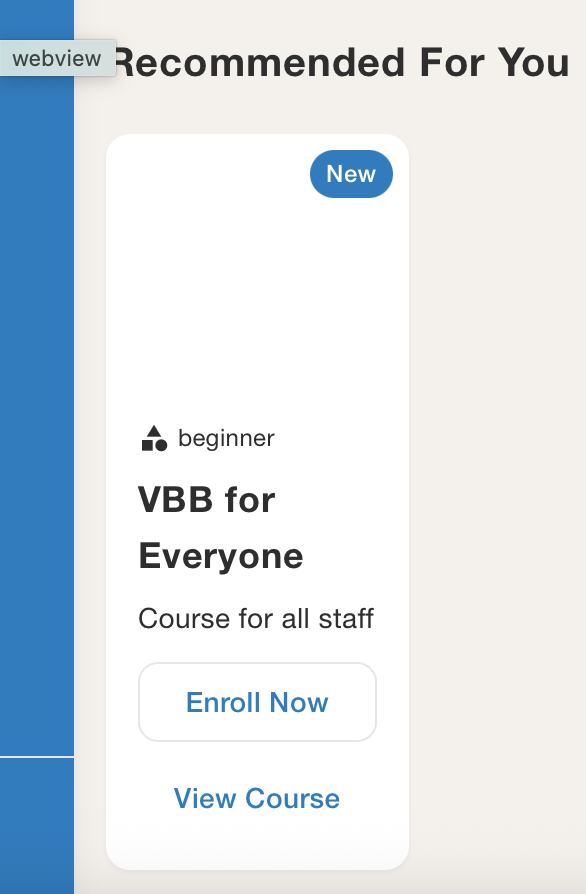 webview
Recommended For You
New
beginner
VBB for
Everyone
Course for all staff
Enroll Now
View Course